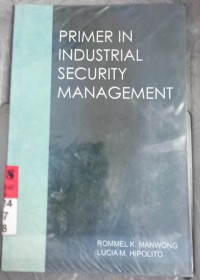 PRIMER IN
INDUSTRIAL
SECURITY
MANAGEMENT
ROMMEL K. MANWONG
LUCIA M. HIPOLITO